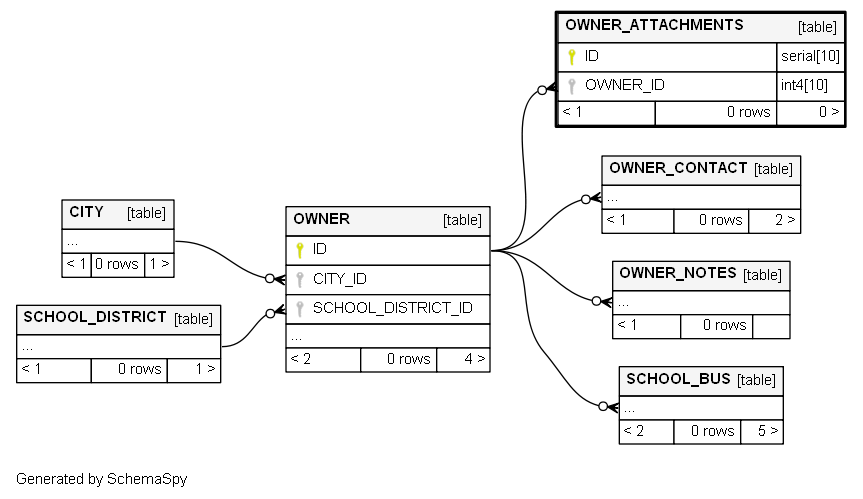 OWNER_ATTACHMENTS [table]
ID serial[10]
OWNER_ID int4[10]
< 1 0 rows 0 >
OWNER_CONTACT [table]
...
< 1 0 rows 2 >
CITY [table]
...
< 1 0 rows 1 >
OWNER [table]
ID
CITY_ID
SCHOOL_DISTRICT_ID
...
< 2 0 rows 4 >
OWNER_NOTES [table]
...
< 1 0 rows
SCHOOL_DISTRICT [table]
...
< 1 0 rows 1 >
SCHOOL_BUS [table]
...
< 2 0 rows 5 >
Generated by SchemaSpy